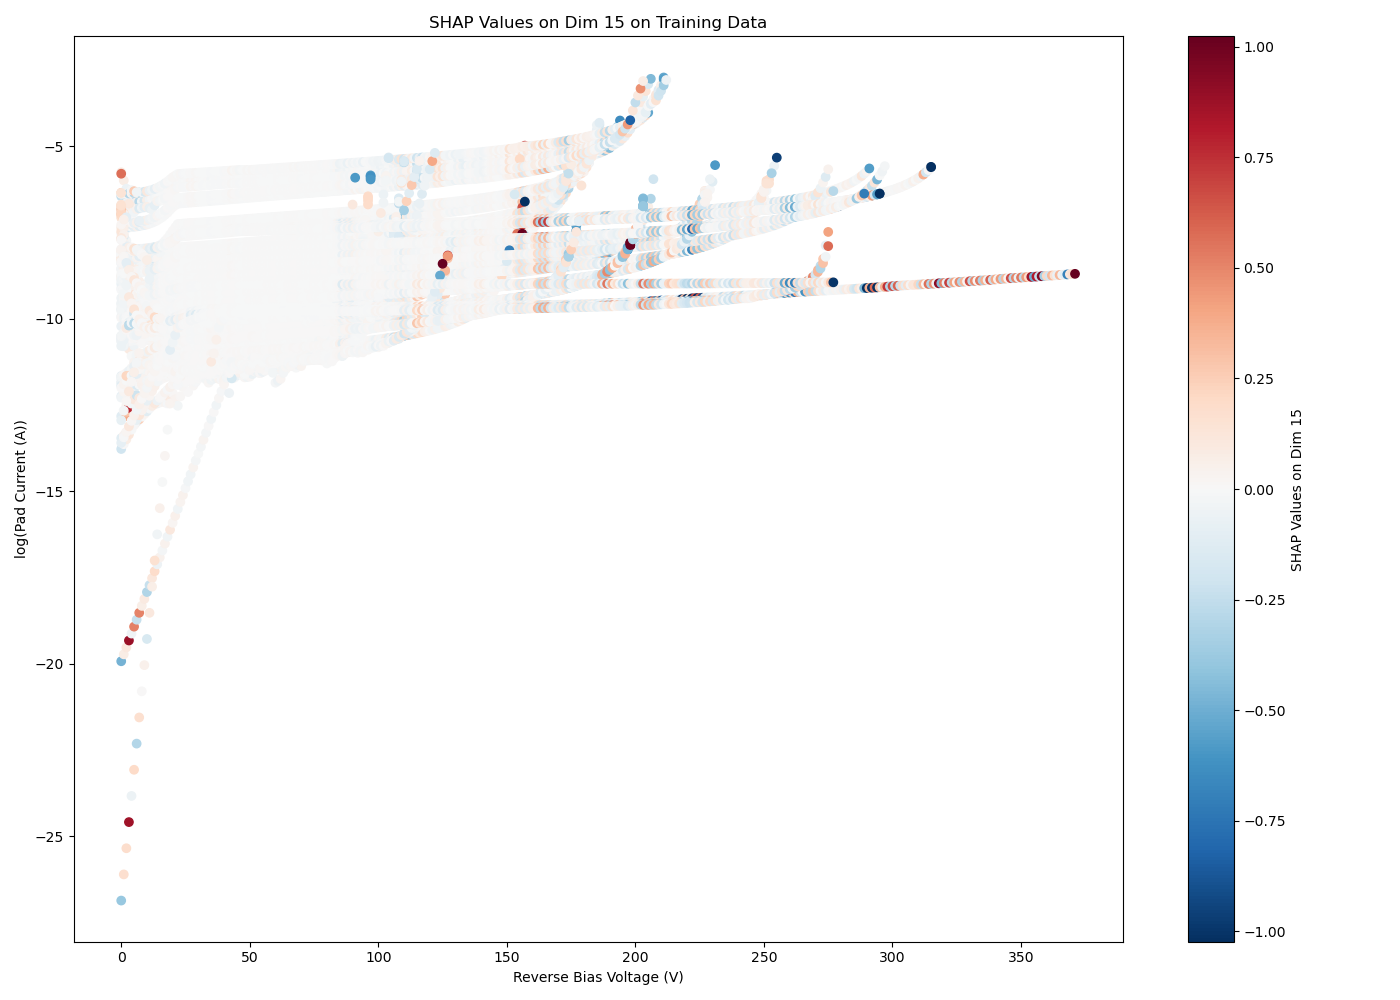 SHAP Values on Dim 15 on Training Data
1.00
0.75
0.50
0.25
0.00
−0.25
−0.50
−0.75
−1.00
SHAP Values on Dim 15
−5
−10
−15
−20
−25
log(Pad Current (A))
0 50 100 150 200 250 300 350
Reverse Bias Voltage (V)